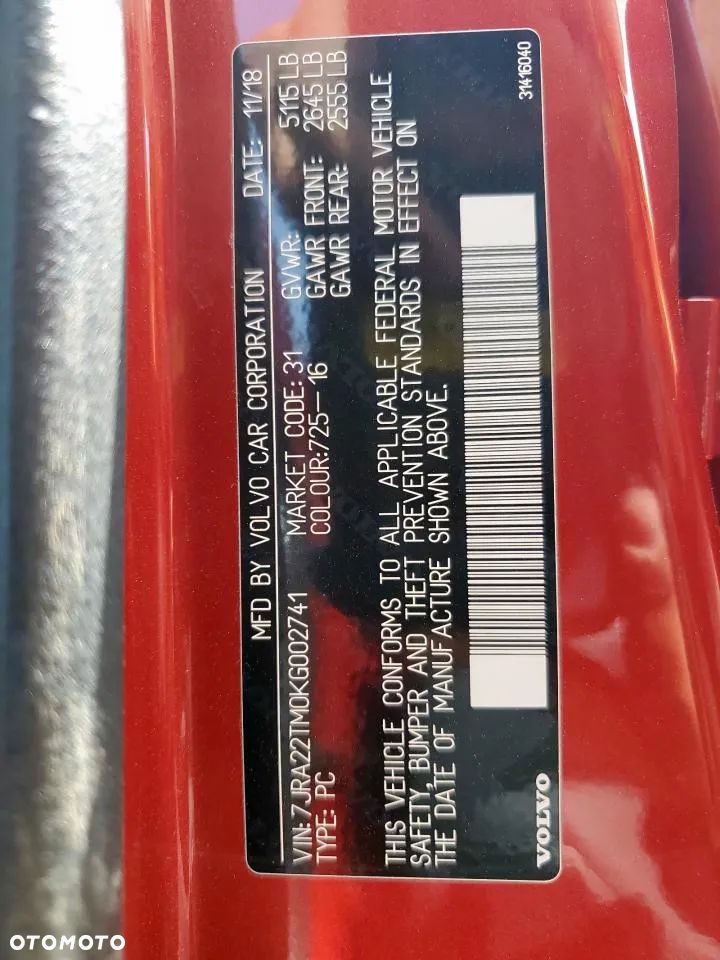 MFD BY VOLVO CAR CORPORATION DATE: 11/18
VIN: 7JRA22TM0KG002741 MARKET CODE: 31 GVWR: 5115 LB
TYPE: PC COLOUR: 725-16 GAWR FRONT: 2645 LB
GAWR REAR: 2555 LB
THIS VEHICLE CONFORMS TO ALL APPLICABLE FEDERAL MOTOR VEHICLE
SAFETY, BUMPER AND THEFT PREVENTION STANDARDS IN EFFECT ON
THE DATE OF MANUFACTURE SHOWN ABOVE.
VOLVO
31416040
OTOMOTO